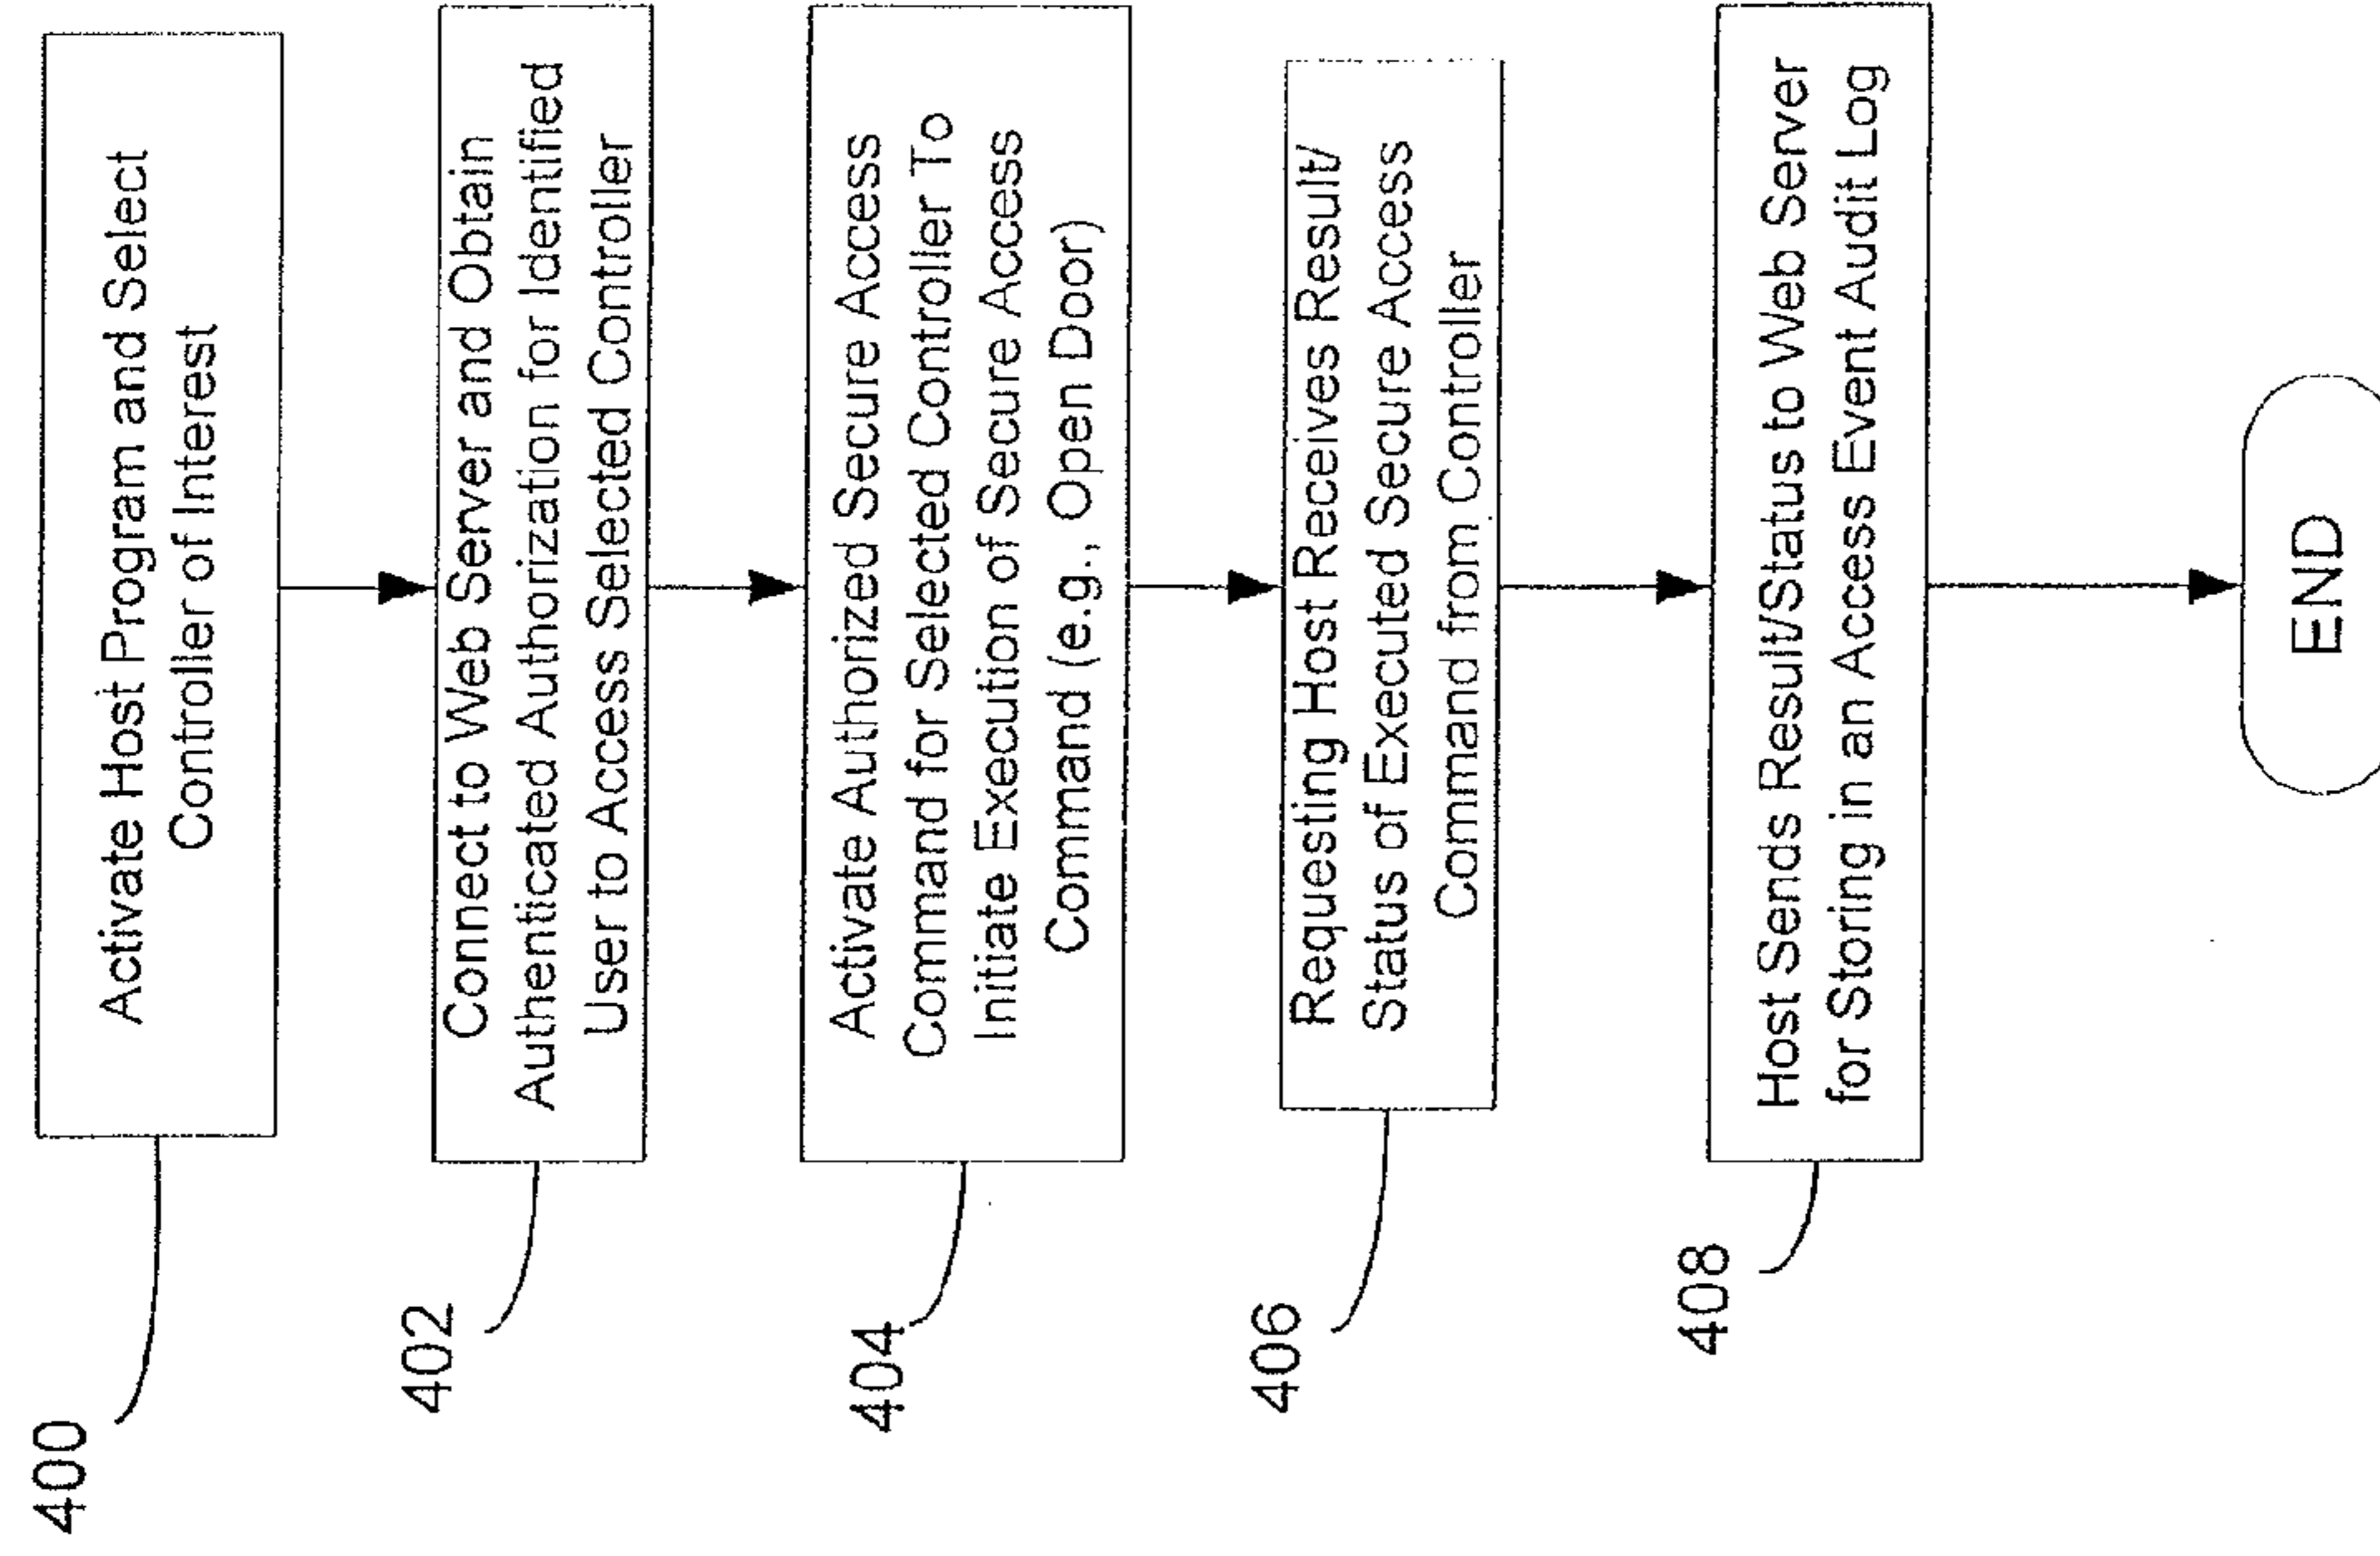 400
Activate Host Program and Select
Controller of Interest
402
Connect to Web Server and Obtain
Authenticated Authorization for Identified
User to Access Selected Controller
404
Activate Authorized Secure Access
Command for Selected Controller To
Initiate Execution of Secure Access
Command (e.g., Open Door)
406
Requesting Host Receives Result/
Status of Executed Secure Access
Command from Controller
408
Host Sends Result/Status to Web Server
for Storing in an Access Event Audit Log
END